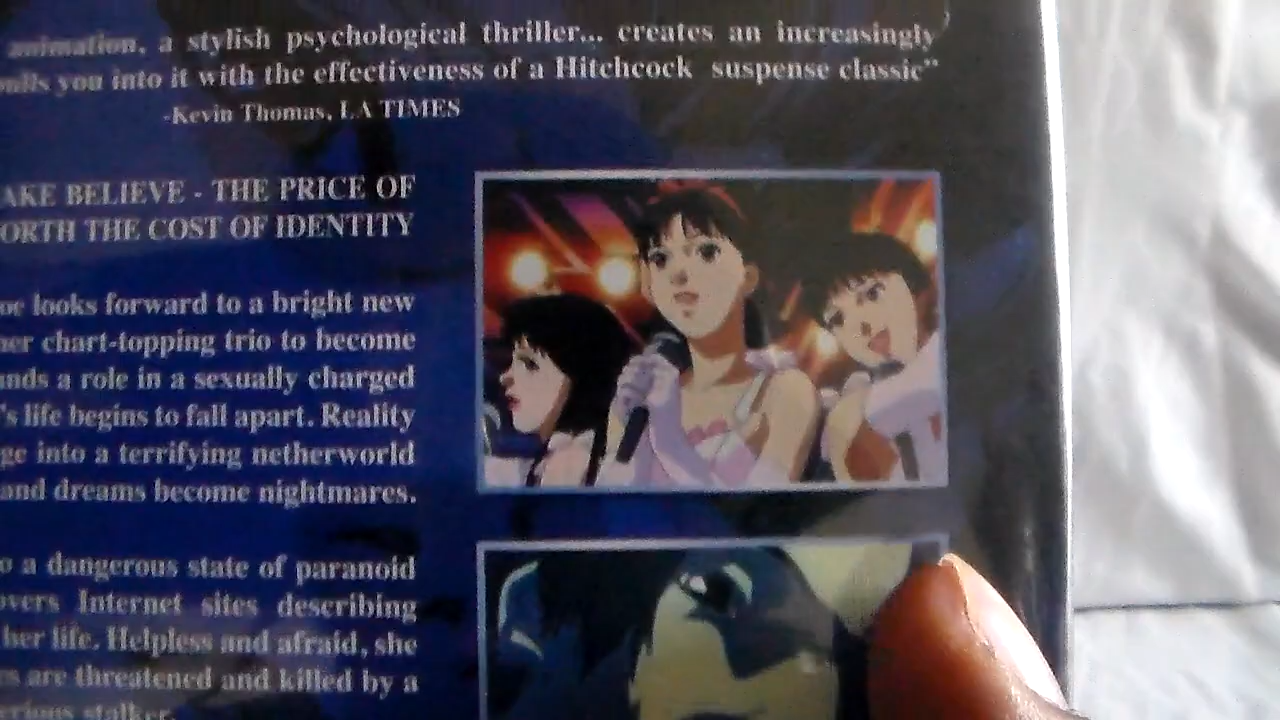 animation, a stylish psychological thriller... creates an increasingly
you into it with the effectiveness of a Hitchcock suspense classic"
-Kevin Thomas, LA TIMES
AKE BELIEVE - THE PRICE OF
ORTH THE COST OF IDENTITY
looks forward to a bright new
er chart-topping trio to become
nds a role in a sexually charged
's life begins to fall apart. Reality
ge into a terrifying netherworld
and dreams become nightmares.
o a dangerous state of paranoid
overs Internet sites describing
her life. Helpless and afraid, she
s are threatened and killed by a
erious stalker.